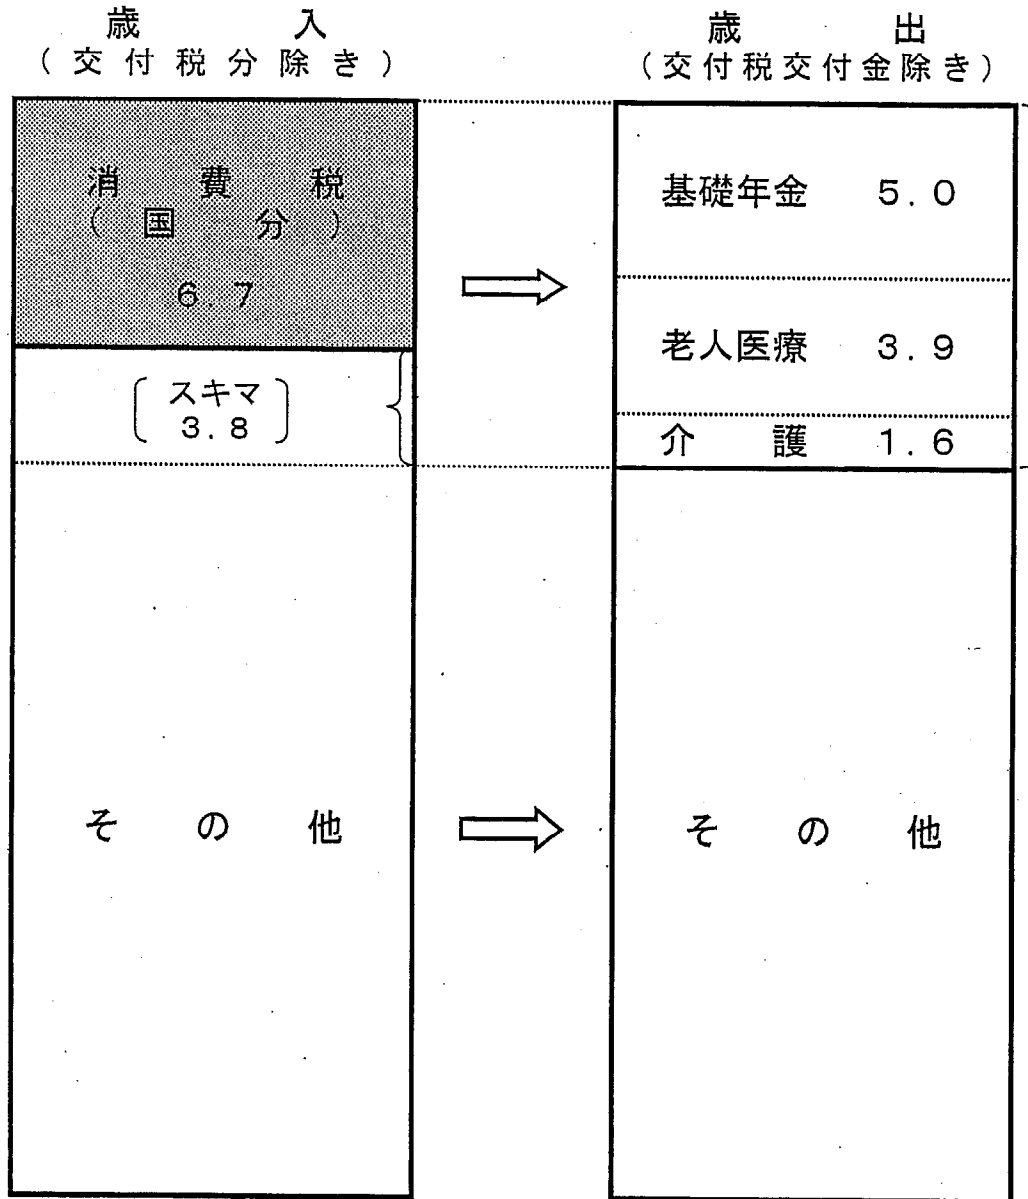 歳入
(交付税分除き)
消費税
(国分)
6.7
スキマ
3.8
その他
歳出
(交付税交付金除き)
基礎年金 5.0
老人医療 3.9
介護 1.6
その他